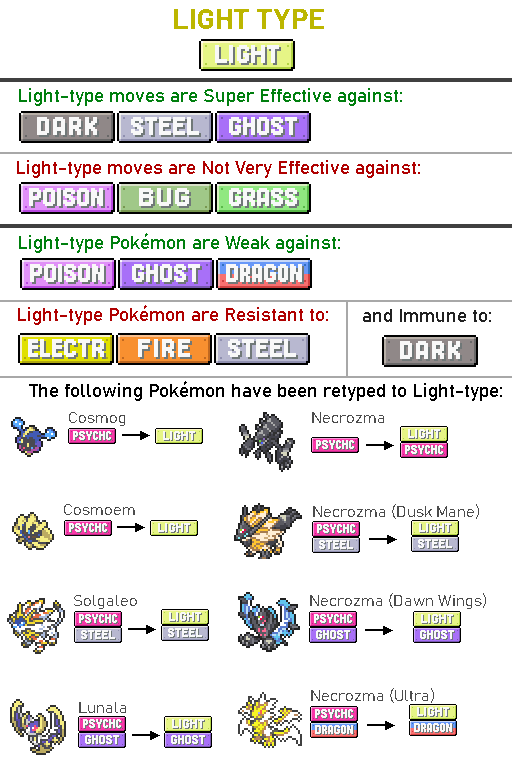 LIGHT TYPE
LIGHT
Light-type moves are Super Effective against:
DARK STEEL GHOST
Light-type moves are Not Very Effective against:
POISON BUG GRASS
Light-type Pokémon are Weak against:
POISON GHOST DRAGON
Light-type Pokémon are Resistant to:
ELECTR FIRE STEEL
and Immune to:
DARK
The following Pokémon have been retyped to Light-type:
Cosmog
PSYCHC LIGHT
Necrozma
PSYCHC LIGHT
PSYCHC
Cosmoem
PSYCHC LIGHT
Necrozma (Dusk Mane)
PSYCHC LIGHT
STEEL STEEL
Solgaleo
PSYCHC LIGHT
STEEL STEEL
Necrozma (Dawn Wings)
PSYCHC LIGHT
GHOST GHOST
Lunala
PSYCHC LIGHT
GHOST GHOST
Necrozma (Ultra)
PSYCHC LIGHT
DRAGON DRAGON